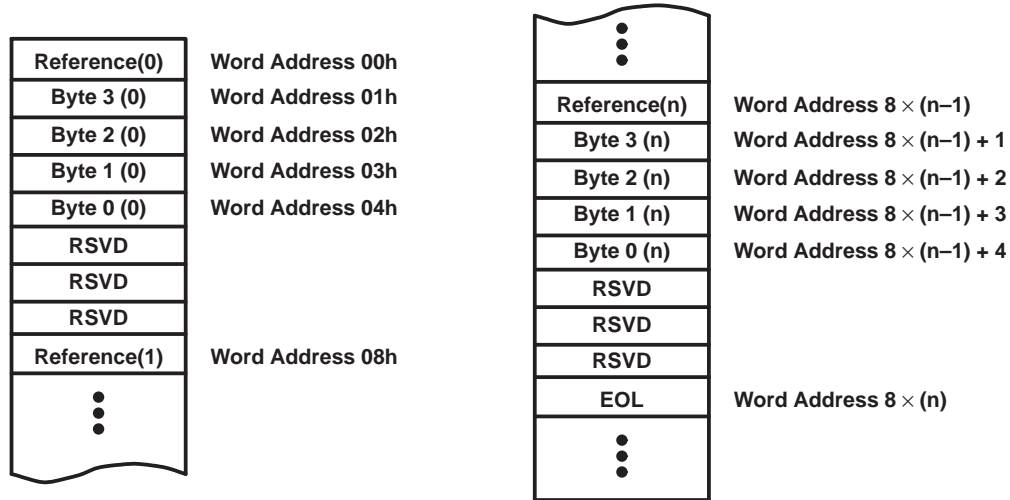 Reference(0) Word Address 00h
Byte 3 (0) Word Address 01h
Byte 2 (0) Word Address 02h
Byte 1 (0) Word Address 03h
Byte 0 (0) Word Address 04h
RSVD
RSVD
RSVD
Reference(1) Word Address 08h
Reference(n) Word Address 8 × (n–1)
Byte 3 (n) Word Address 8 × (n–1) + 1
Byte 2 (n) Word Address 8 × (n–1) + 2
Byte 1 (n) Word Address 8 × (n–1) + 3
Byte 0 (n) Word Address 8 × (n–1) + 4
RSVD
RSVD
RSVD
EOL Word Address 8 × (n)